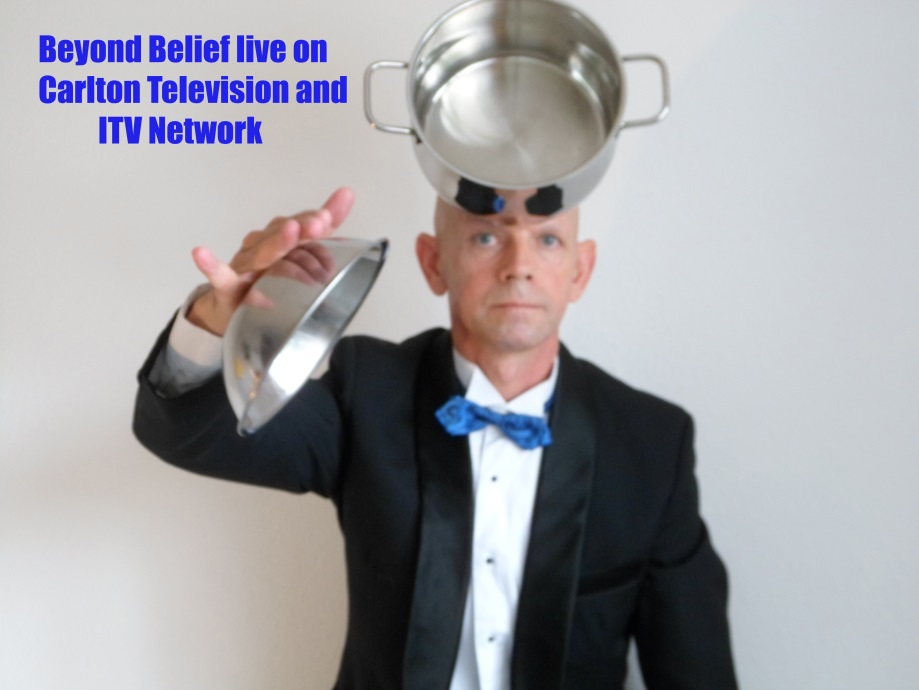 Beyond Belief live on
Carlton Television and
ITV Network